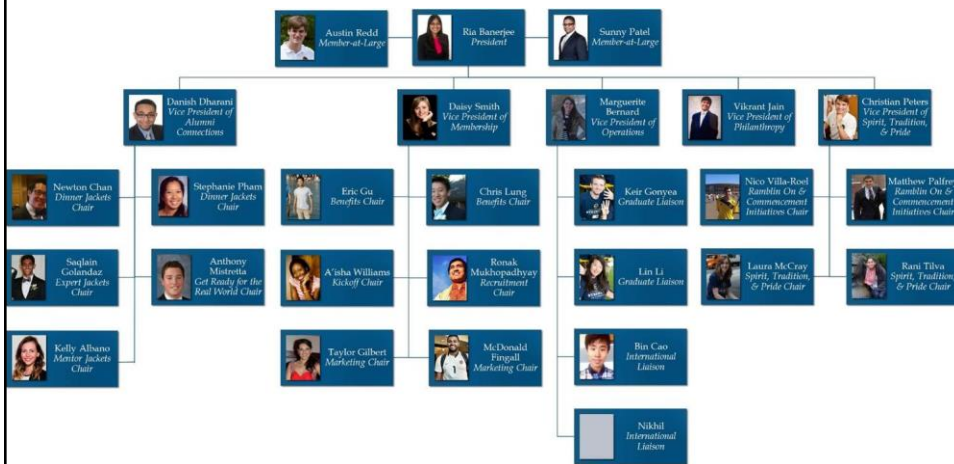 Austin Redd
Member-at-Large
Ria Banerjee
President
Sunny Patel
Member-at-Large
Danish Dharani
Vice President of
Alumni
Connections
Daisy Smith
Vice President of
Membership
Marguerite
Bernard
Vice President of
Operations
Vikrant Jain
Vice President of
Philanthropy
Christian Peters
Vice President of
Spirit, Tradition,
& Pride
Newton Chan
Dinner Jackets
Chair
Stephanie Pham
Dinner Jackets
Chair
Eric Gu
Benefits Chair
Chris Lung
Benefits Chair
Keir Gonyea
Graduate Liaison
Nico Villa-Roel
Ramblin On &
Commencement
Initiatives Chair
Matthew Palfrey
Ramblin On &
Commencement
Initiatives Chair
Saqlain
Golandaz
Expert Jackets
Chair
Anthony
Mistretta
Get Ready for the
Real World Chair
A'isha Williams
Kickoff Chair
Ronak
Mukhopadhyay
Recruitment
Chair
Lin Li
Graduate Liaison
Laura McCray
Spirit, Tradition,
& Pride Chair
Rani Tilva
Spirit, Tradition,
& Pride Chair
Kelly Albano
Mentor Jackets
Chair
Taylor Gilbert
Marketing Chair
McDonald
Fingall
Marketing Chair
Bin Cao
International
Liaison
Nikhil
International
Liaison